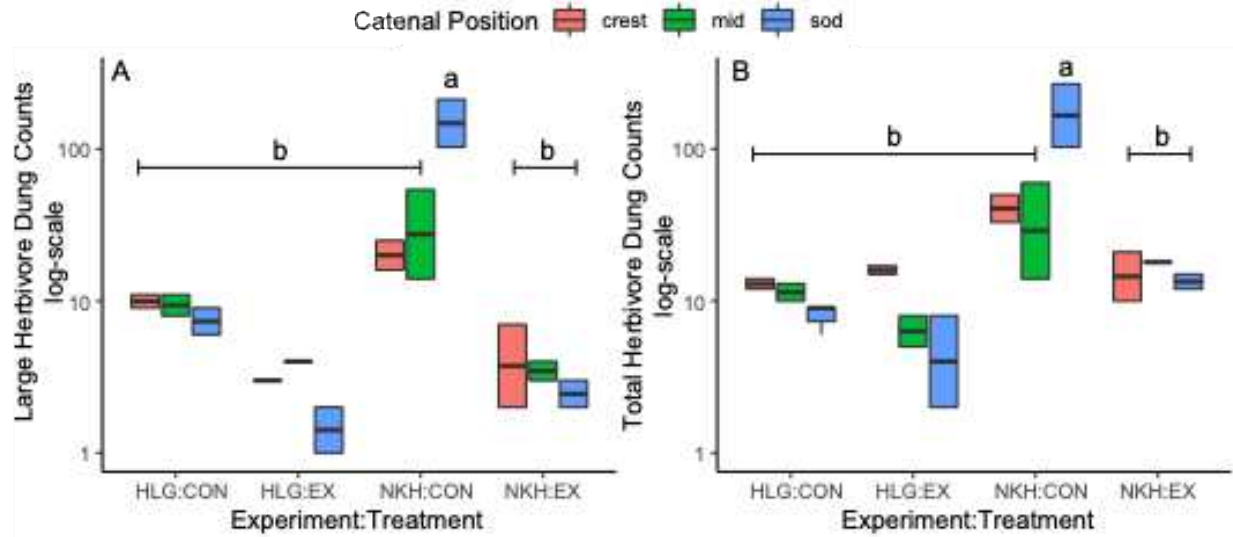 Catenal Position crest mid sod
A
Large Herbivore Dung Counts
log-scale
100
10
1
b
a
b
HLG:CON HLG:EX NKH:CON NKH:EX
Experiment:Treatment
B
Total Herbivore Dung Counts
log-scale
100
10
1
b
a
b
HLG:CON HLG:EX NKH:CON NKH:EX
Experiment:Treatment